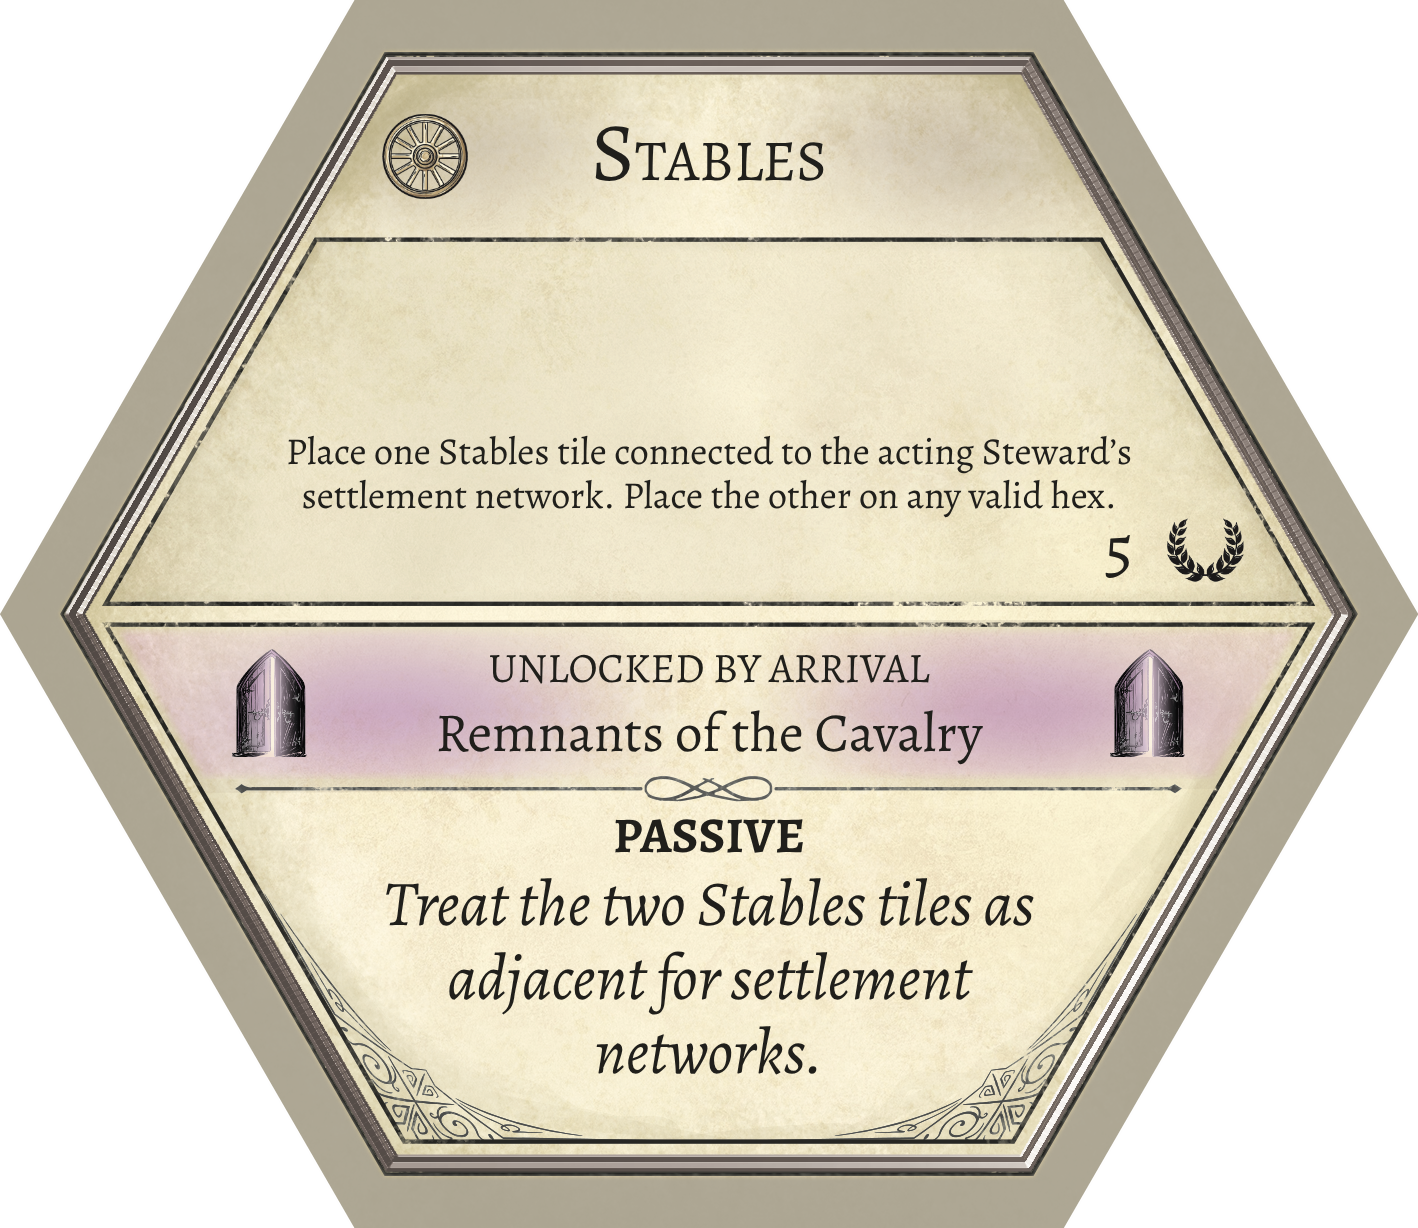 Stables
Place one Stables tile connected to the acting Steward’s
settlement network. Place the other on any valid hex.
5
UNLOCKED BY ARRIVAL
Remnants of the Cavalry
PASSIVE
Treat the two Stables tiles as
adjacent for settlement
networks.